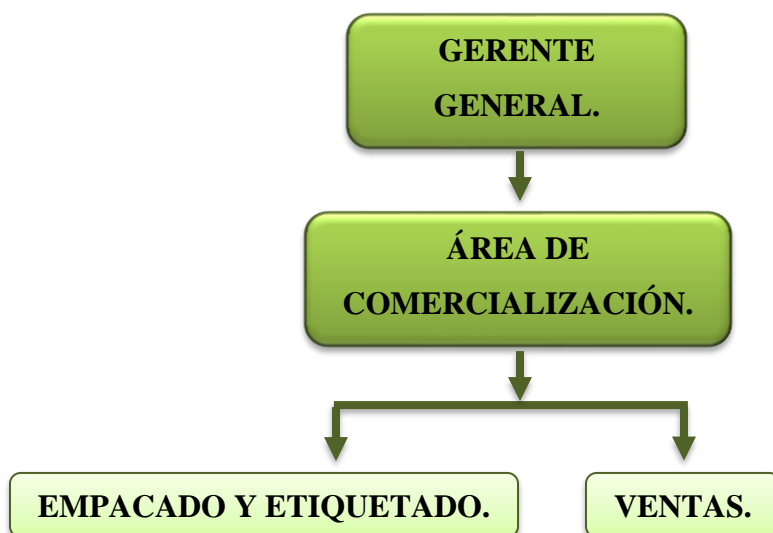 GERENTE
GENERAL.
ÁREA DE
COMERCIALIZACIÓN.
EMPACADO Y ETIQUETADO.
VENTAS.